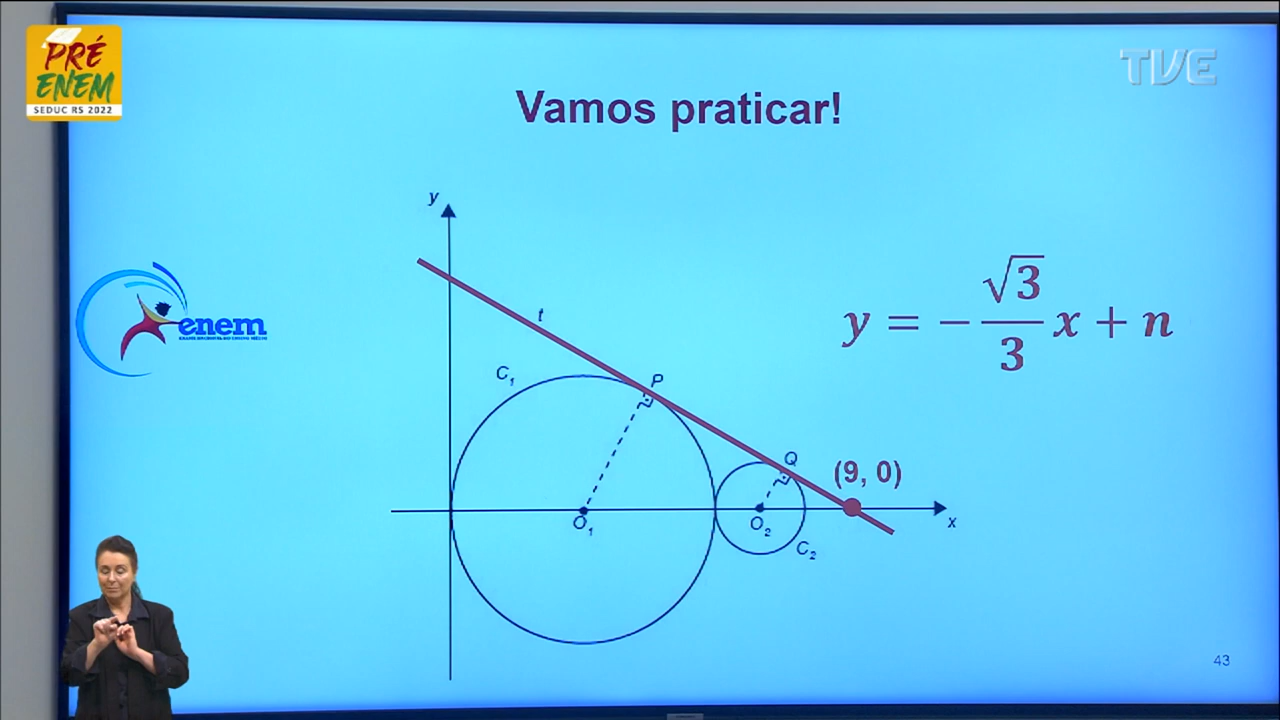 PRÉ
ENEM
SEDUC RS 2022
TVE
Vamos praticar!
y
t
C₁
P
y = -√3/3 x + n
enem
Q
(9, 0)
O₁
O₂
x
C₂
43